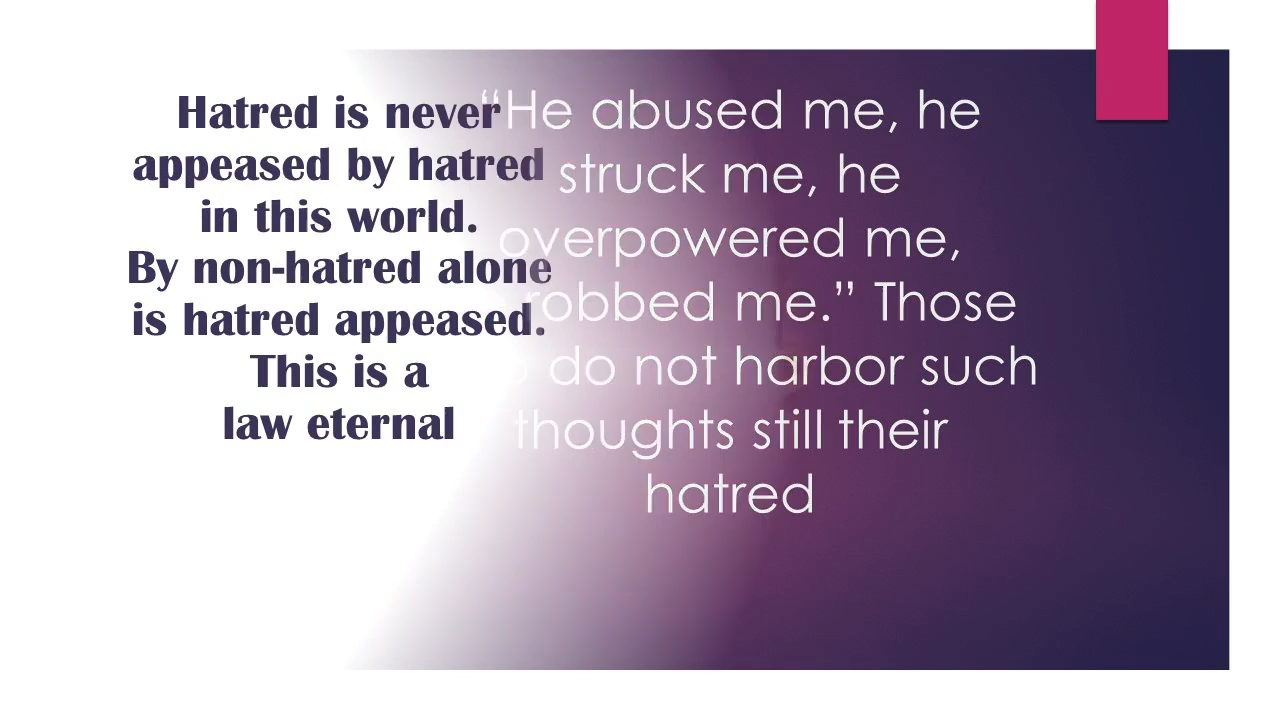 Hatred is never
appeased by hatred
in this world.
By non-hatred alone
is hatred appeased.
This is a
law eternal
“He abused me, he
struck me, he
overpowered me,
robbed me.” Those
do not harbor such
thoughts still their
hatred